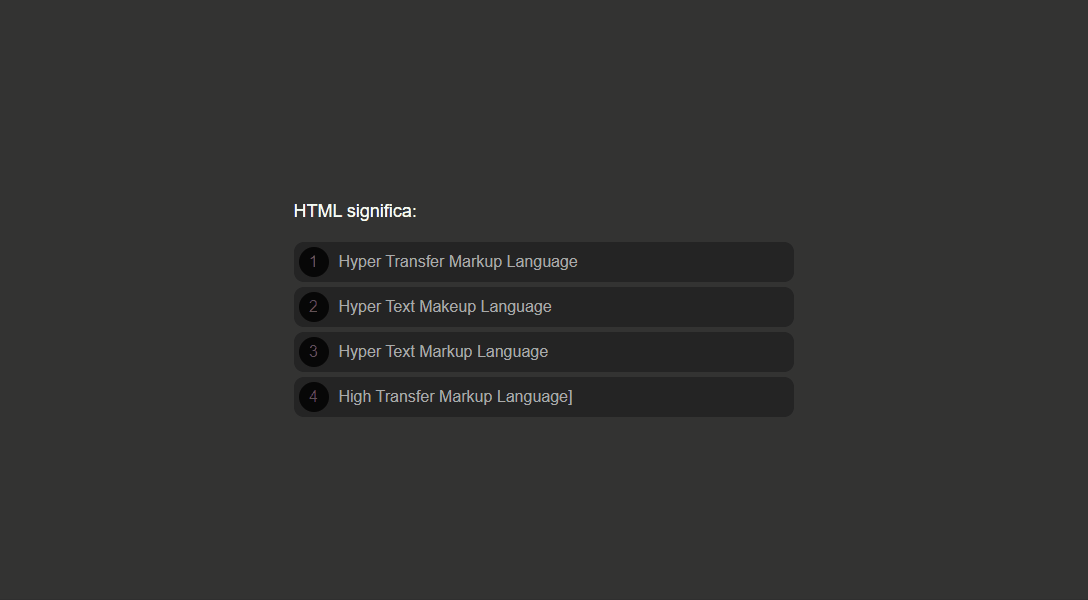 HTML significa:
1 Hyper Transfer Markup Language
2 Hyper Text Makeup Language
3 Hyper Text Markup Language
4 High Transfer Markup Language]